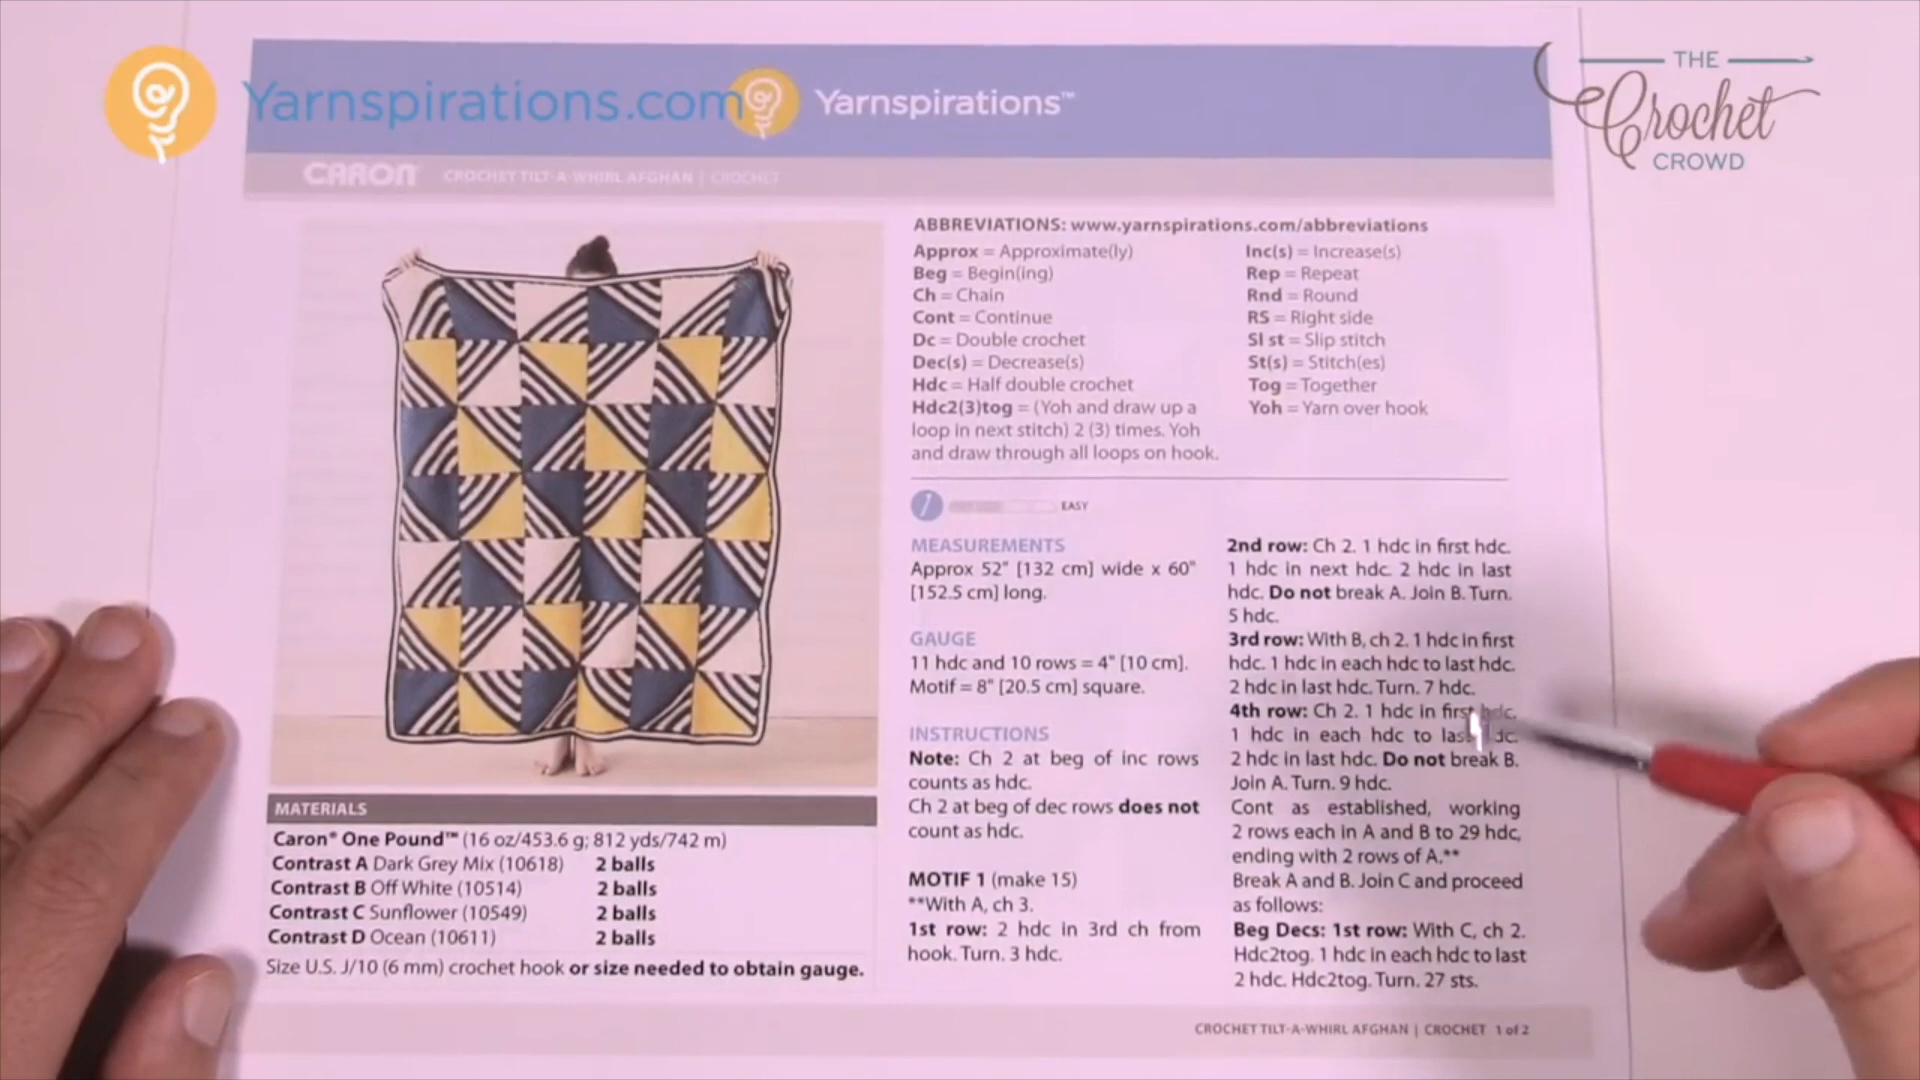 Yarnspirations.com
Yarnspirations™
THE
Crochet
CROWD
CARON
CROCHET TILT-A-WHIRL AFGHAN | CROCHET
ABBREVIATIONS: www.yarnspirations.com/abbreviations
Approx = Approximate(ly)
Beg = Begin(ing)
Ch = Chain
Cont = Continue
Dc = Double crochet
Dec(s) = Decrease(s)
Hdc = Half double crochet
Hdc2(3)tog = (Yoh and draw up a
loop in next stitch) 2 (3) times. Yoh
and draw through all loops on hook.
Inc(s) = Increase(s)
Rep = Repeat
Rnd = Round
RS = Right side
Sl st = Slip stitch
St(s) = Stitch(es)
Tog = Together
Yoh = Yarn over hook
EASY
MATERIALS
Caron® One Pound™ (16 oz/453.6 g; 812 yds/742 m)
Contrast A Dark Grey Mix (10618) 2 balls
Contrast B Off White (10514) 2 balls
Contrast C Sunflower (10549) 2 balls
Contrast D Ocean (10611) 2 balls
Size U.S. J/10 (6 mm) crochet hook or size needed to obtain gauge.
MEASUREMENTS
Approx 52" [132 cm] wide x 60"
[152.5 cm] long.
GAUGE
11 hdc and 10 rows = 4" [10 cm].
Motif = 8" [20.5 cm] square.
INSTRUCTIONS
Note: Ch 2 at beg of inc rows
counts as hdc.
Ch 2 at beg of dec rows does not
count as hdc.
MOTIF 1 (make 15)
**With A, ch 3.
1st row: 2 hdc in 3rd ch from
hook. Turn. 3 hdc.
2nd row: Ch 2. 1 hdc in first hdc.
1 hdc in next hdc. 2 hdc in last
hdc. Do not break A. Join B. Turn.
5 hdc.
3rd row: With B, ch 2. 1 hdc in first
hdc. 1 hdc in each hdc to last hdc.
2 hdc in last hdc. Turn. 7 hdc.
4th row: Ch 2. 1 hdc in first hdc.
1 hdc in each hdc to last hdc.
2 hdc in last hdc. Do not break B.
Join A. Turn. 9 hdc.
Cont as established, working
2 rows each in A and B to 29 hdc,
ending with 2 rows of A.**
Break A and B. Join C and proceed
as follows:
Beg Decs: 1st row: With C, ch 2.
Hdc2tog. 1 hdc in each hdc to last
2 hdc. Hdc2tog. Turn. 27 sts.
CROCHET TILT-A-WHIRL AFGHAN | CROCHET 1 of 2